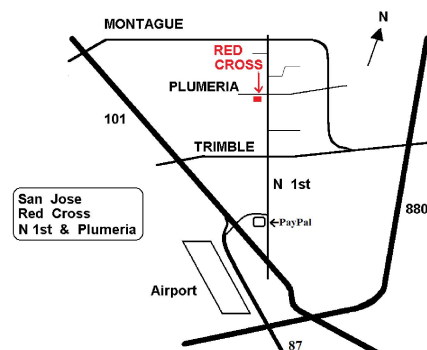 MONTAGUE
N
RED
CROSS
PLUMERIA
101
TRIMBLE
N 1st
880
San Jose
Red Cross
N 1st & Plumeria
PayPal
Airport
87